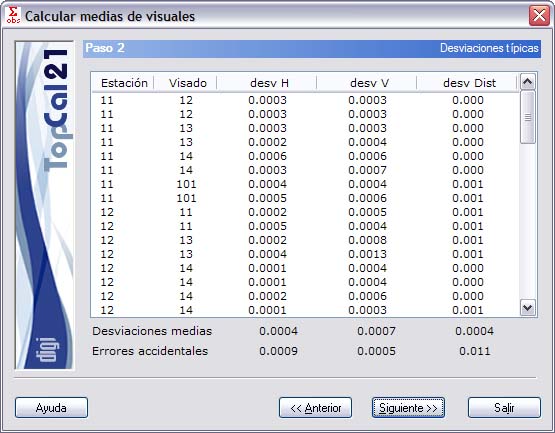 Σ obs Calcular medias de visuales
Paso 2 Desviaciones típicas
TopCal 21
digi
Estación Visado desv H desv V desv Dist
11 12 0.0003 0.0003 0.000
11 12 0.0003 0.0003 0.000
11 13 0.0003 0.0003 0.000
11 13 0.0002 0.0004 0.000
11 14 0.0006 0.0006 0.000
11 14 0.0003 0.0007 0.000
11 101 0.0004 0.0004 0.001
11 101 0.0005 0.0006 0.001
12 11 0.0002 0.0005 0.001
12 11 0.0005 0.0004 0.000
12 13 0.0002 0.0008 0.001
12 13 0.0004 0.0013 0.001
12 14 0.0001 0.0004 0.000
12 14 0.0001 0.0004 0.000
12 14 0.0002 0.0006 0.000
12 14 0.0001 0.0003 0.001
Desviaciones medias 0.0004 0.0007 0.0004
Errores accidentales 0.0009 0.0005 0.011
Ayuda << Anterior Siguiente >> Salir